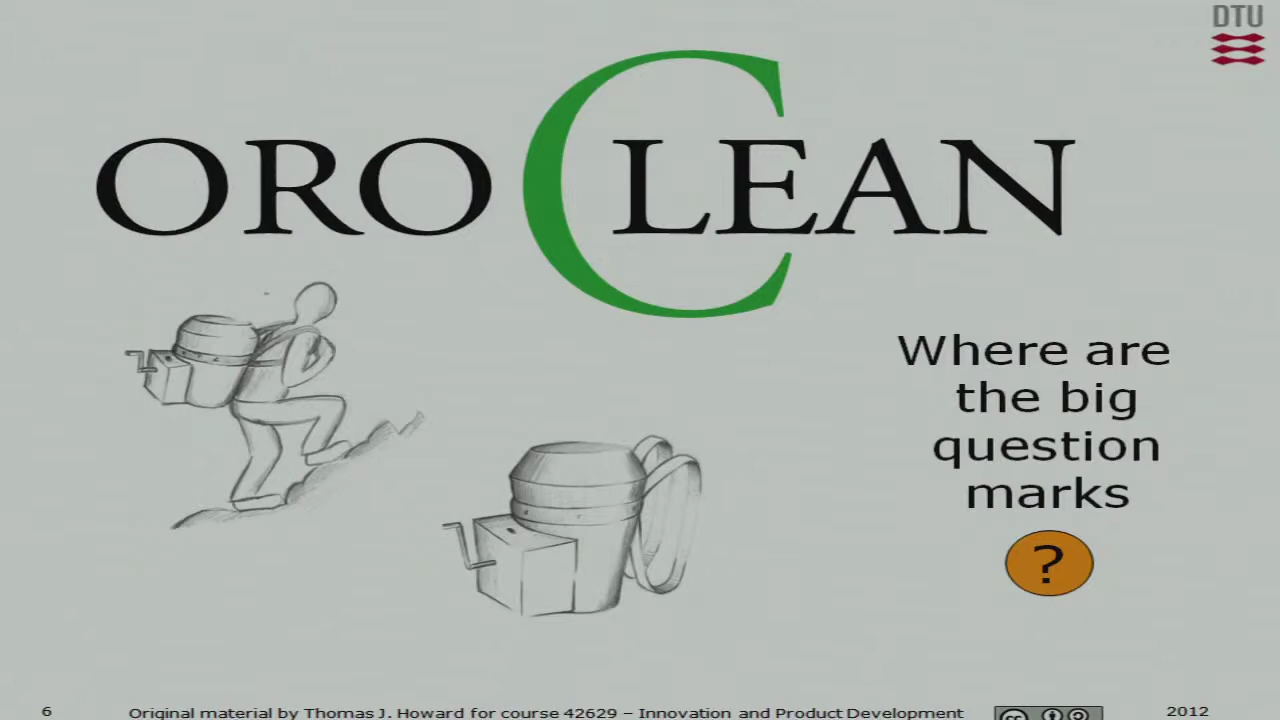 DTU
OROCLEAN
Where are
the big
question
marks
?
6
Original material by Thomas J. Howard for course 42629 – Innovation and Product Development
cc
2012